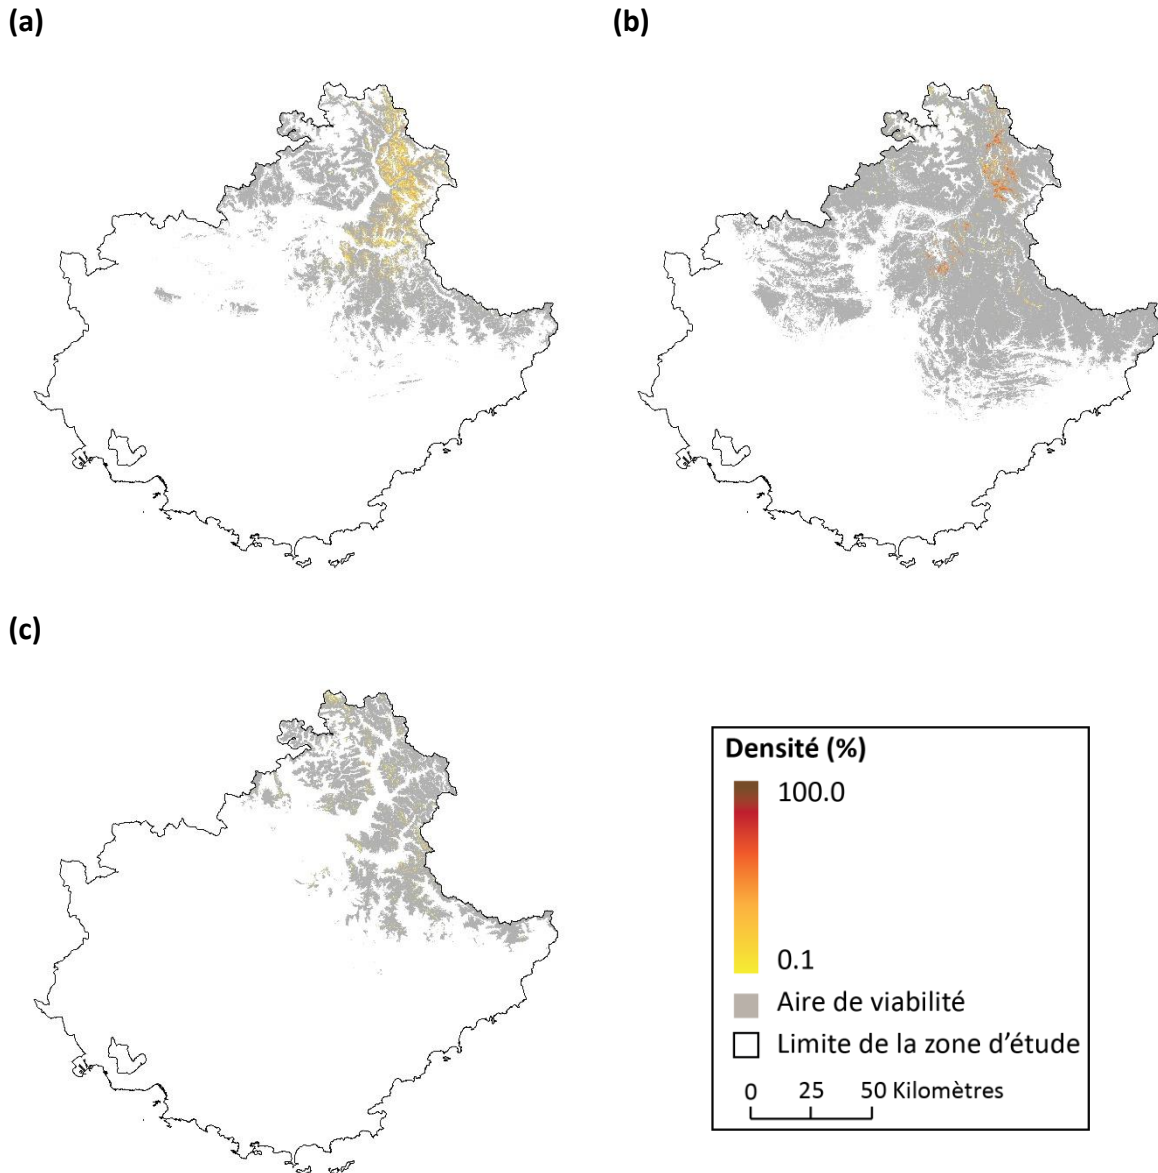 (a)
(b)
(c)
Densité (%)
100.0
0.1
Aire de viabilité
Limite de la zone d'étude
0 25 50 Kilomètres